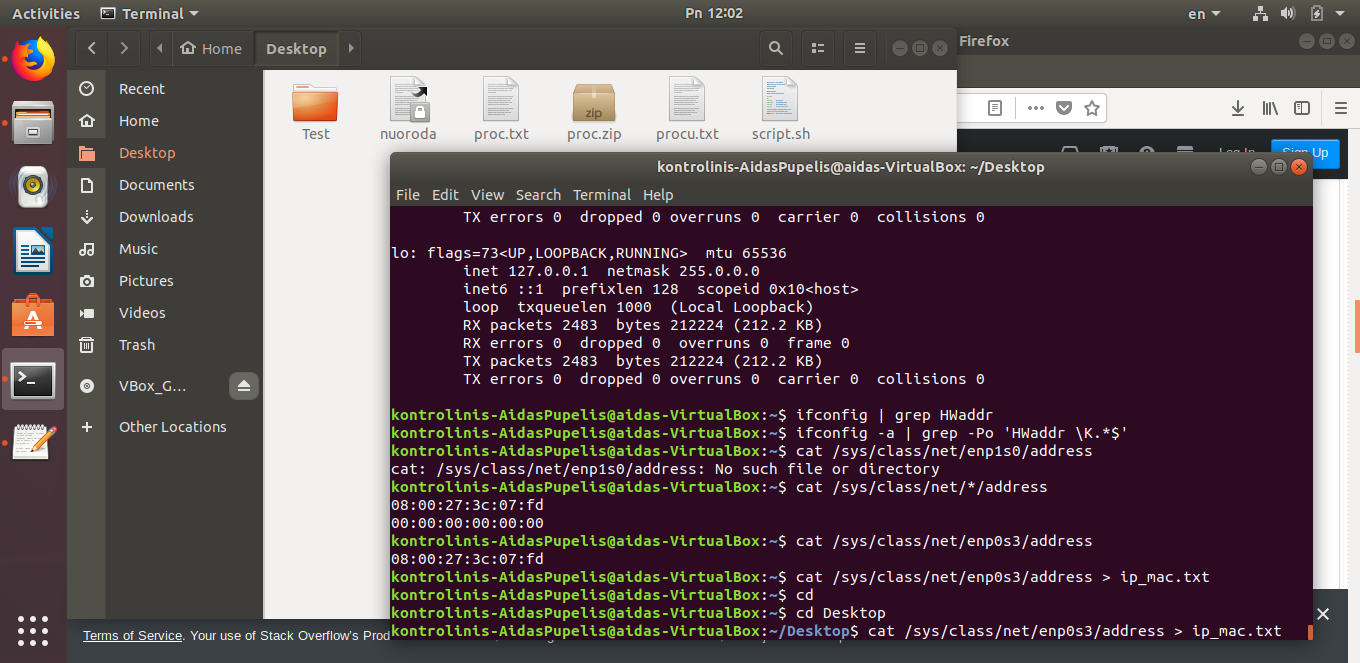 Activities
Terminal
Pn 12:02
en
Home
Desktop
Firefox
Recent
Home
Desktop
Documents
Downloads
Music
Pictures
Videos
Trash
VBox_G...
Other Locations
Test
nuoroda
proc.txt
zip
proc.zip
procu.txt
script.sh
Log In
Sign Up
kontrolinis-AidasPupelis@aidas-VirtualBox: ~/Desktop
File Edit View Search Terminal Help
TX errors 0 dropped 0 overruns 0 carrier 0 collisions 0
lo: flags=73<UP,LOOPBACK,RUNNING> mtu 65536
inet 127.0.0.1 netmask 255.0.0.0
inet6 ::1 prefixlen 128 scopeid 0x10<host>
loop txqueuelen 1000 (Local Loopback)
RX packets 2483 bytes 212224 (212.2 KB)
RX errors 0 dropped 0 overruns 0 frame 0
TX packets 2483 bytes 212224 (212.2 KB)
TX errors 0 dropped 0 overruns 0 carrier 0 collisions 0
kontrolinis-AidasPupelis@aidas-VirtualBox:~$ ifconfig | grep HWaddr
kontrolinis-AidasPupelis@aidas-VirtualBox:~$ ifconfig -a | grep -Po 'HWaddr \K.*$'
kontrolinis-AidasPupelis@aidas-VirtualBox:~$ cat /sys/class/net/enp1s0/address
cat: /sys/class/net/enp1s0/address: No such file or directory
kontrolinis-AidasPupelis@aidas-VirtualBox:~$ cat /sys/class/net/*/address
08:00:27:3c:07:fd
00:00:00:00:00:00
kontrolinis-AidasPupelis@aidas-VirtualBox:~$ cat /sys/class/net/enp0s3/address
08:00:27:3c:07:fd
kontrolinis-AidasPupelis@aidas-VirtualBox:~$ cat /sys/class/net/enp0s3/address > ip_mac.txt
kontrolinis-AidasPupelis@aidas-VirtualBox:~$ cd
kontrolinis-AidasPupelis@aidas-VirtualBox:~$ cd Desktop
kontrolinis-AidasPupelis@aidas-VirtualBox:~/Desktop$ cat /sys/class/net/enp0s3/address > ip_mac.txt
Terms of Service. Your use of Stack Overflow's Prod